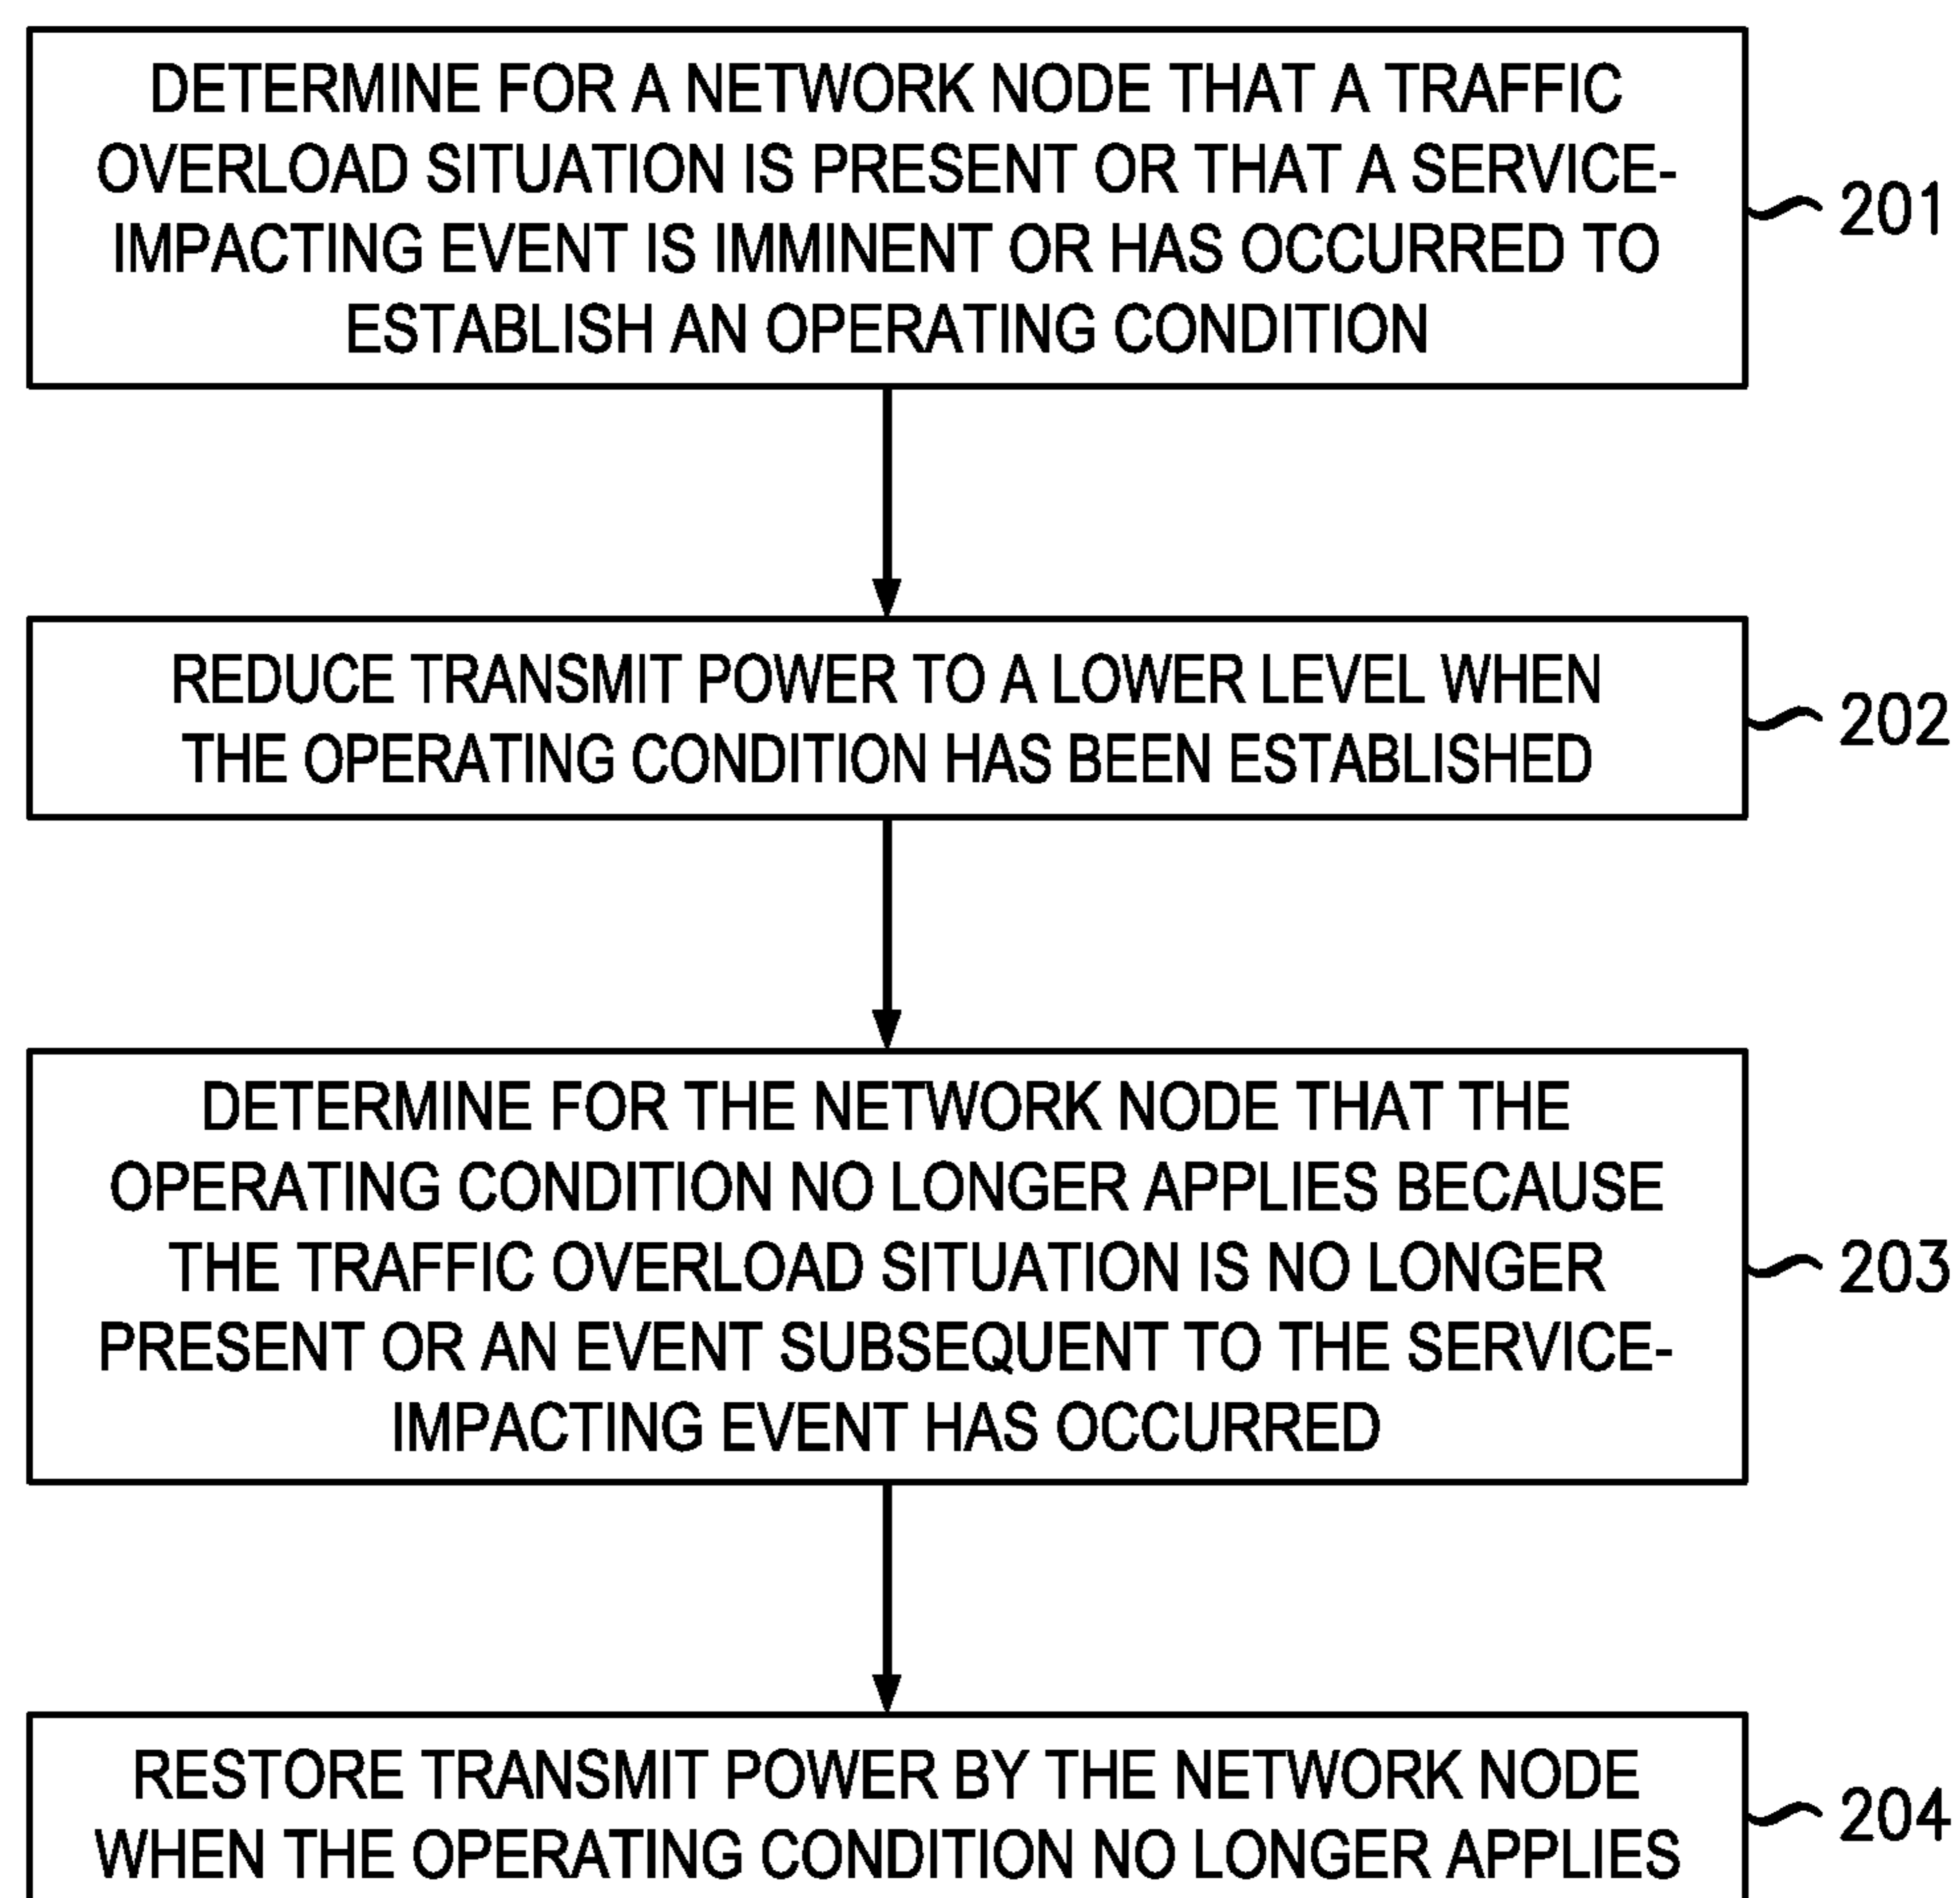 DETERMINE FOR A NETWORK NODE THAT A TRAFFIC
OVERLOAD SITUATION IS PRESENT OR THAT A SERVICE-
IMPACTING EVENT IS IMMINENT OR HAS OCCURRED TO
ESTABLISH AN OPERATING CONDITION
201
REDUCE TRANSMIT POWER TO A LOWER LEVEL WHEN
THE OPERATING CONDITION HAS BEEN ESTABLISHED
202
DETERMINE FOR THE NETWORK NODE THAT THE
OPERATING CONDITION NO LONGER APPLIES BECAUSE
THE TRAFFIC OVERLOAD SITUATION IS NO LONGER
PRESENT OR AN EVENT SUBSEQUENT TO THE SERVICE-
IMPACTING EVENT HAS OCCURRED
203
RESTORE TRANSMIT POWER BY THE NETWORK NODE
WHEN THE OPERATING CONDITION NO LONGER APPLIES
204